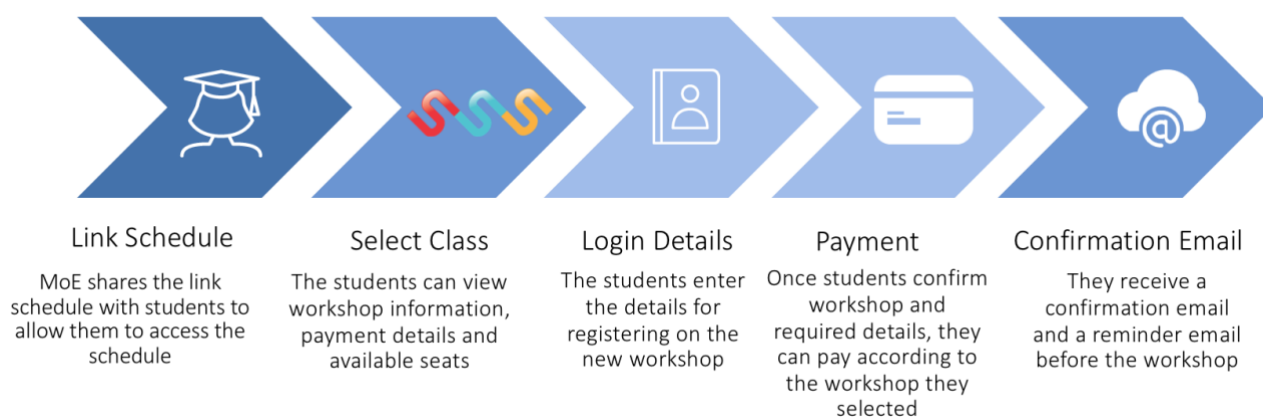 Link Schedule
MoE shares the link
schedule with students to
allow them to access the
schedule
Select Class
The students can view
workshop information,
payment details and
available seats
Login Details
The students enter
the details for
registering on the
new workshop
Payment
Once students confirm
workshop and
required details, they
can pay according to
the workshop they
selected
Confirmation Email
They receive a
confirmation email
and a reminder email
before the workshop